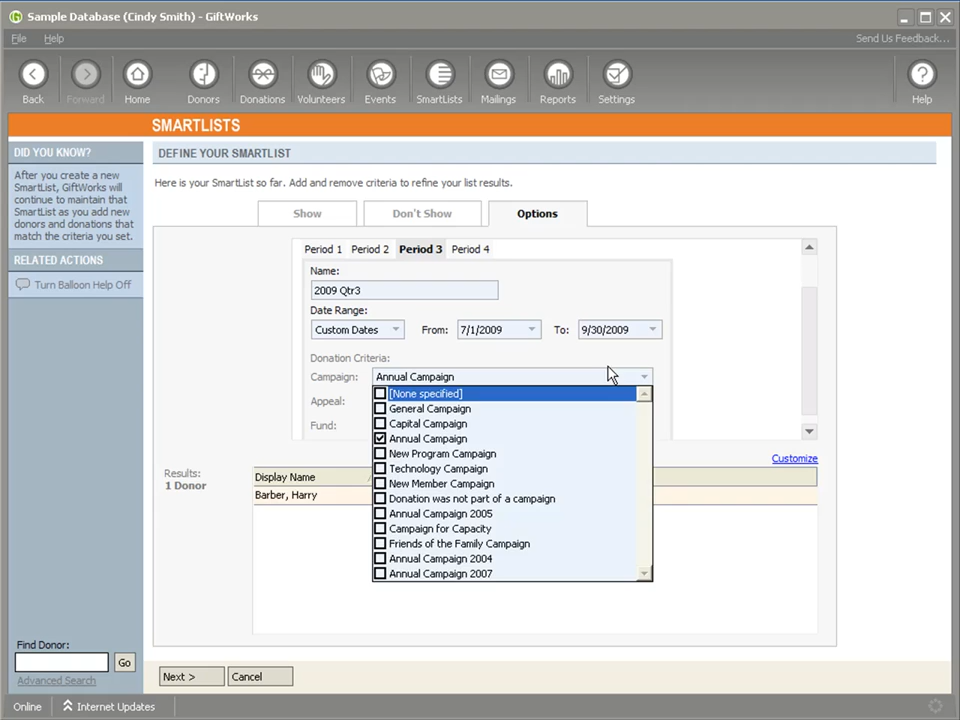 Sample Database (Cindy Smith) - GiftWorks
File Help Send Us Feedback...
Back Forward Home Donors Donations Volunteers Events SmartLists Mailings Reports Settings Help
SMARTLISTS
DID YOU KNOW?
After you create a new
SmartList, GiftWorks will
continue to maintain that
SmartList as you add new
donors and donations that
match the criteria you set.
RELATED ACTIONS
Turn Balloon Help Off
DEFINE YOUR SMARTLIST
Here is your SmartList so far. Add and remove criteria to refine your list results.
Show Don't Show Options
Period 1 Period 2 Period 3 Period 4
Name:
2009 Qtr3
Date Range:
Custom Dates From: 7/1/2009 To: 9/30/2009
Donation Criteria:
Campaign: Annual Campaign
Appeal:
Fund:
[None specified]
General Campaign
Capital Campaign
Annual Campaign
New Program Campaign
Technology Campaign
New Member Campaign
Donation was not part of a campaign
Annual Campaign 2005
Campaign for Capacity
Friends of the Family Campaign
Annual Campaign 2004
Annual Campaign 2007
Customize
Results:
1 Donor
Display Name
Barber, Harry
Find Donor:
Go
Advanced Search
Next > Cancel
Online Internet Updates